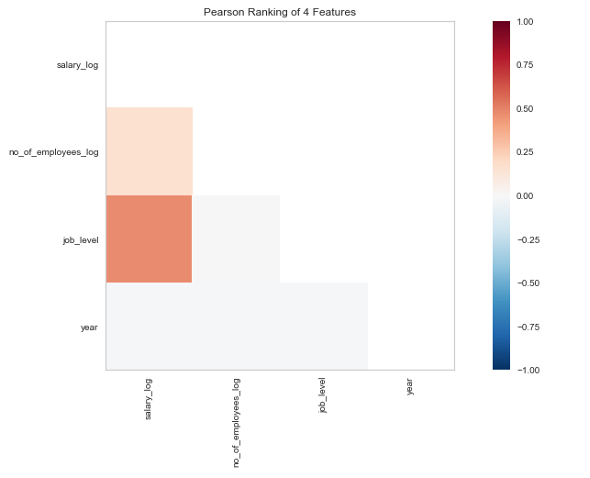 Pearson Ranking of 4 Features
salary_log
no_of_employees_log
job_level
year
salary_log
no_of_employees_log
job_level
year
1.00
0.75
0.50
0.25
0.00
−0.25
−0.50
−0.75
−1.00